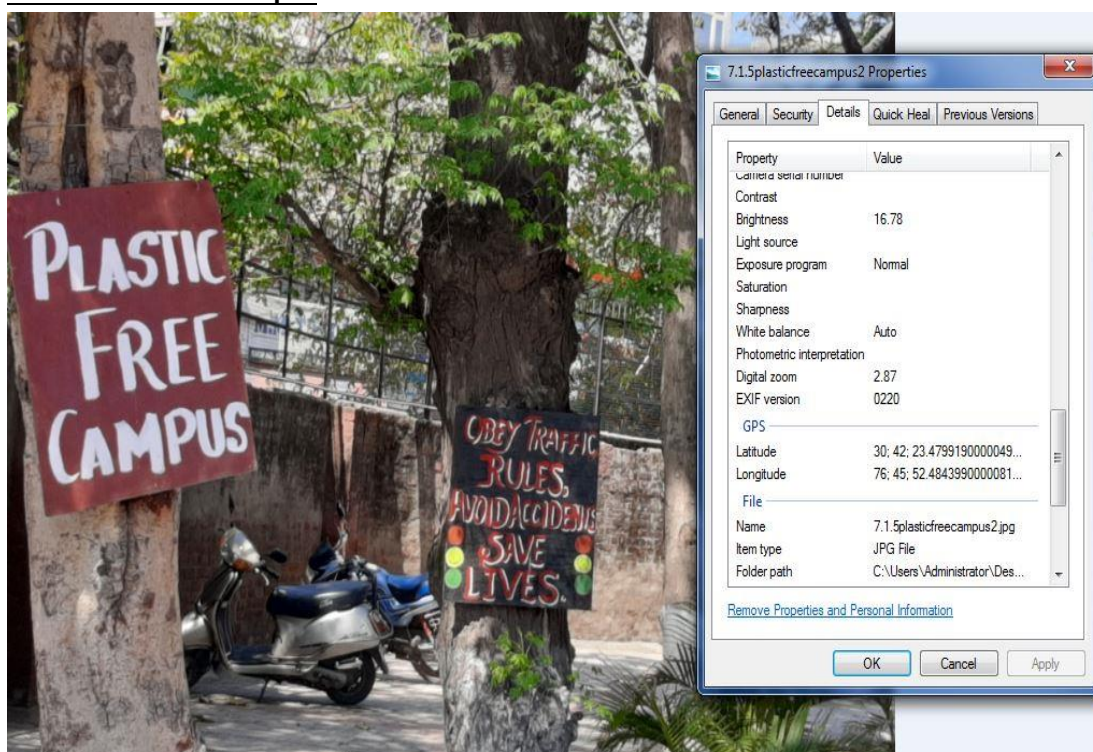 PLASTIC
FREE
CAMPUS
OBEY TRAFFIC
RULES,
AVOID ACCIDENTS
SAVE
LIVES.
7.1.5plasticfreecampus2 Properties
General Security Details Quick Heal Previous Versions
Property Value
Camera serial number
Contrast
Brightness 16.78
Light source
Exposure program Normal
Saturation
Sharpness
White balance Auto
Photometric interpretation
Digital zoom 2.87
EXIF version 0220
GPS
Latitude 30; 42; 23.4799190000049...
Longitude 76; 45; 52.4843990000081...
File
Name 7.1.5plasticfreecampus2.jpg
Item type JPG File
Folder path C:\Users\Administrator\Des...
Remove Properties and Personal Information
OK Cancel Apply